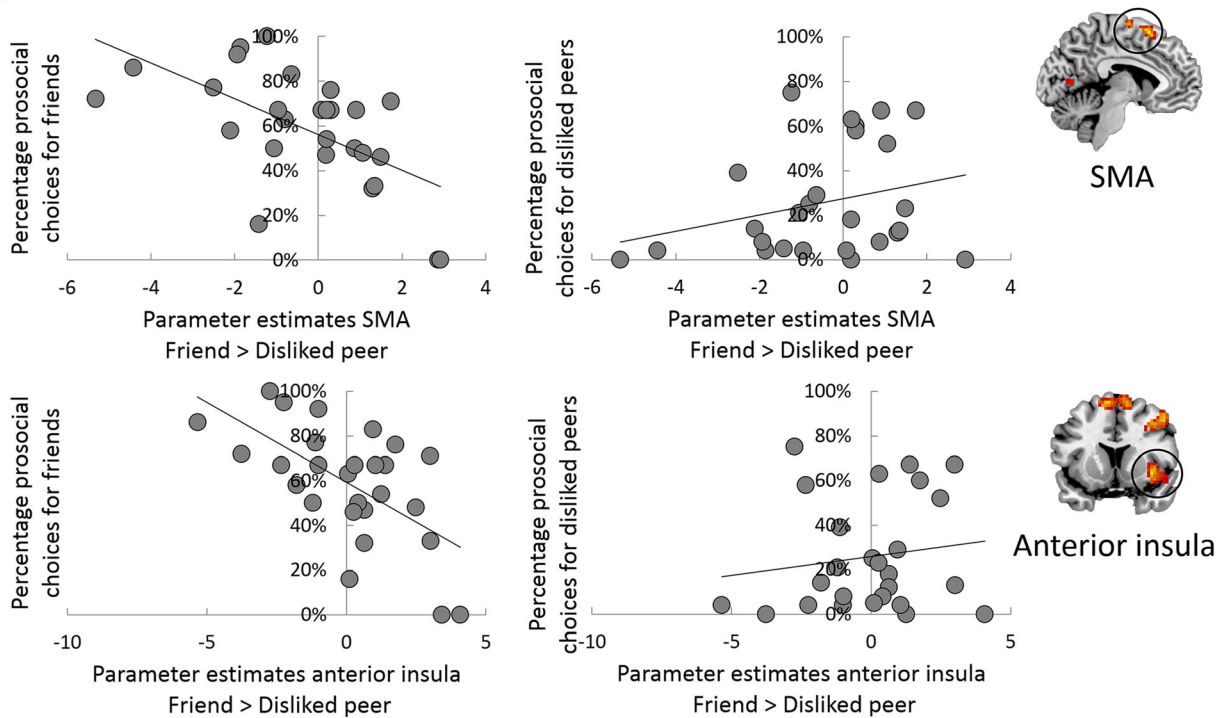 Percentage prosocial
choices for friends
100%
80%
60%
40%
20%
0%
-6
-4
-2
0
2
4
Parameter estimates SMA
Friend > Disliked peer
Percentage prosocial
choices for disliked peers
100%
80%
60%
40%
20%
0%
-6
-4
-2
0
2
4
Parameter estimates SMA
Friend > Disliked peer
SMA
Percentage prosocial
choices for friends
100%
80%
60%
40%
20%
0%
-10
-5
0
5
Parameter estimates anterior insula
Friend > Disliked peer
Percentage prosocial
choices for disliked peers
100%
80%
60%
40%
20%
0%
-10
-5
0
5
Parameter estimates anterior insula
Friend > Disliked peer
Anterior insula